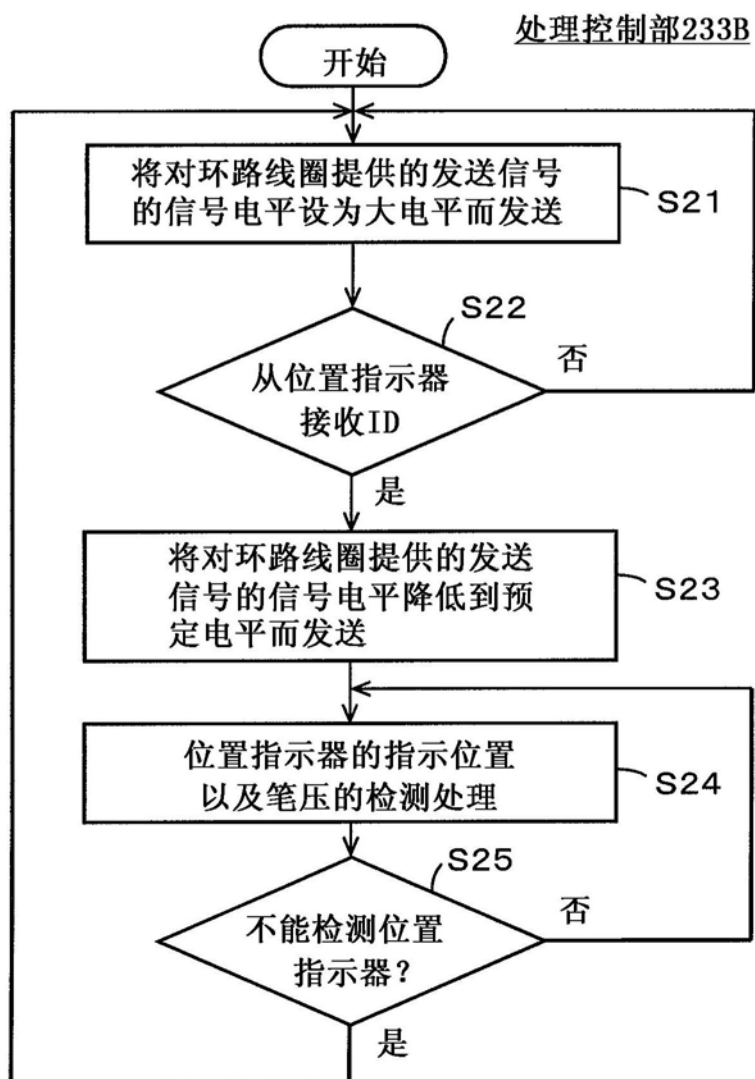 处理控制部233B
开始
将对环路线圈提供的发送信号
的信号电平设为大电平而发送
S21
S22
从位置指示器
接收ID
否
是
将对环路线圈提供的发送
信号的信号电平降低到预
定电平而发送
S23
位置指示器的指示位置
以及笔压的检测处理
S24
S25
不能检测位置
指示器？
否
是